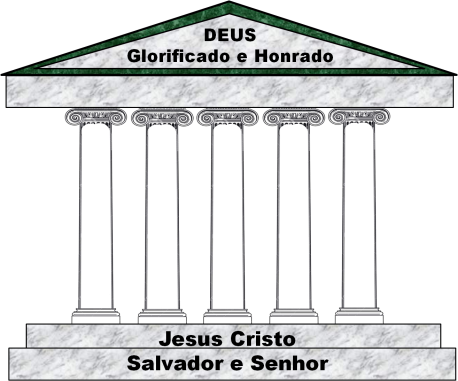 DEUS
Glorificado e Honrado
Jesus Cristo
Salvador e Senhor